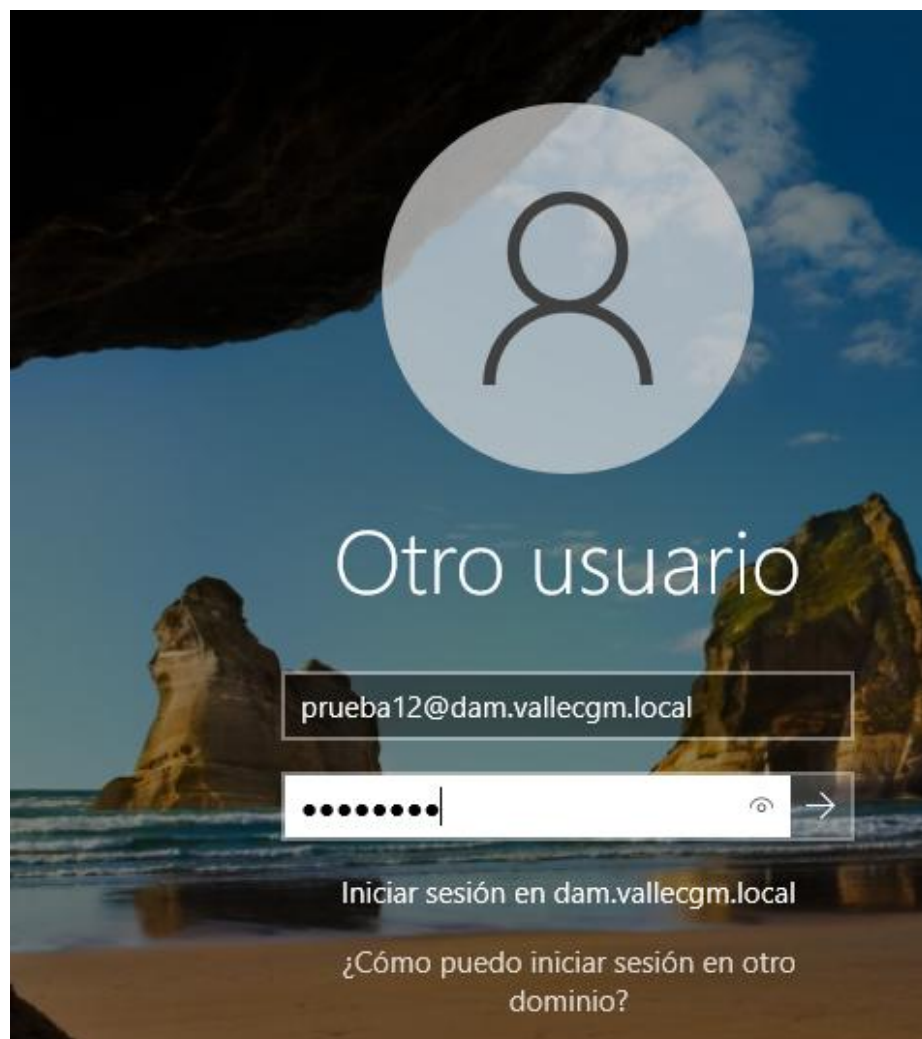 Otro usuario
prueba12@dam.vallecgm.local
Iniciar sesión en dam.vallecgm.local
¿Cómo puedo iniciar sesión en otro
dominio?